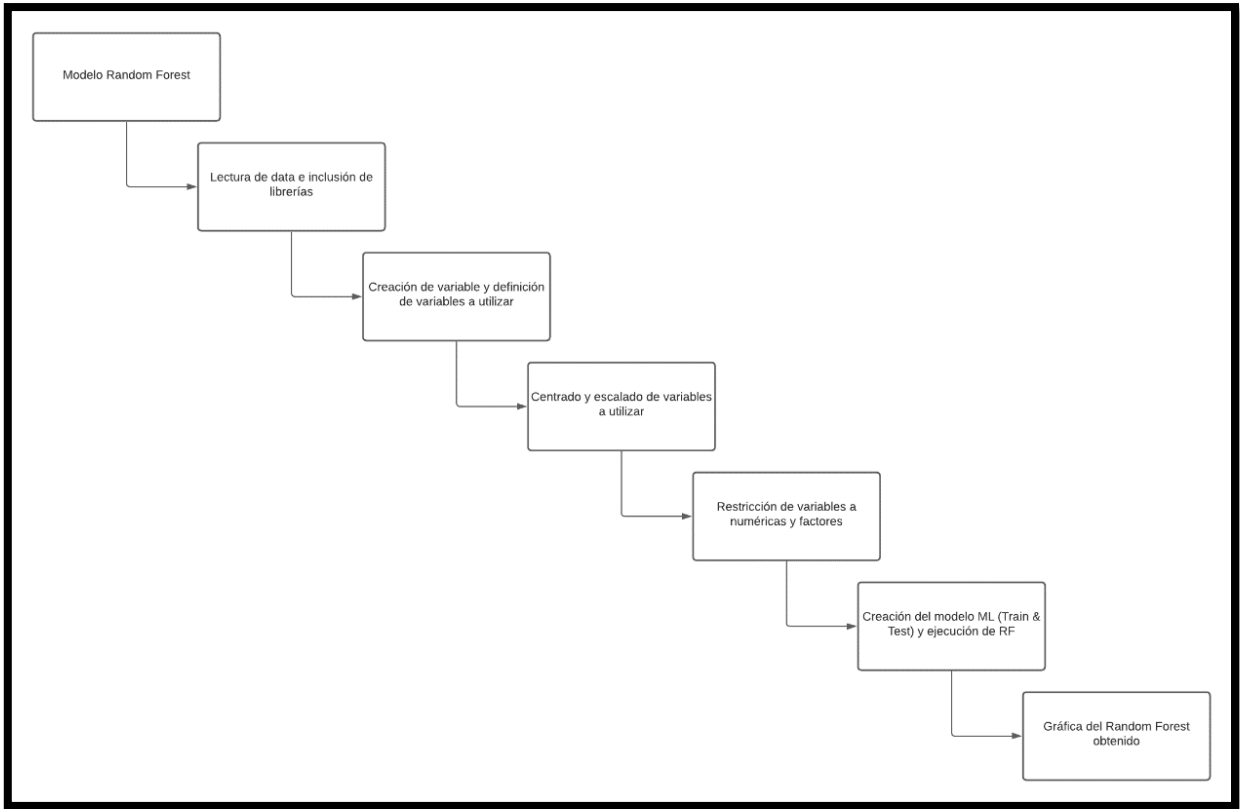 Modelo Random Forest
Lectura de data e inclusión de
librerías
Creación de variable y definición
de variables a utilizar
Centrado y escalado de variables
a utilizar
Restricción de variables a
numéricas y factores
Creación del modelo ML (Train &
Test) y ejecución de RF
Gráfica del Random Forest
obtenido